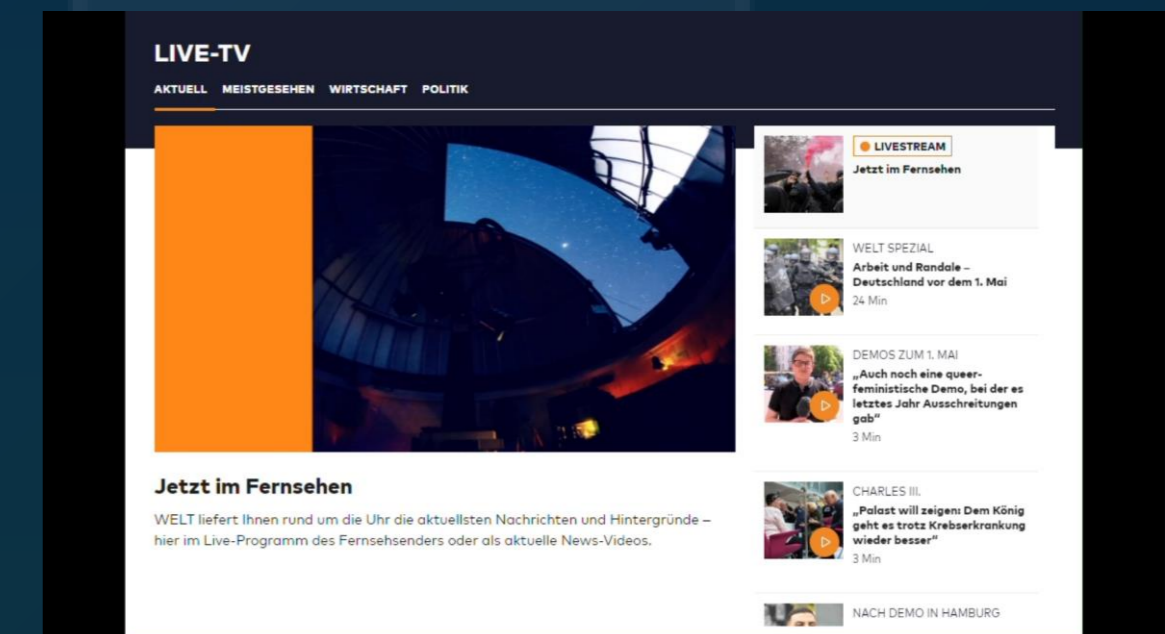 LIVE-TV
AKTUELL MEISTGESEHEN WIRTSCHAFT POLITIK
Jetzt im Fernsehen
WELT liefert Ihnen rund um die Uhr die aktuellsten Nachrichten und Hintergründe –
hier im Live-Programm des Fernsehsenders oder als aktuelle News-Videos.
LIVESTREAM
Jetzt im Fernsehen
WELT SPEZIAL
Arbeit und Randale –
Deutschland vor dem 1. Mai
24 Min
DEMOS ZUM 1. MAI
„Auch noch eine queer-
feministische Demo, bei der es
letztes Jahr Ausschreitungen
gab“
3 Min
CHARLES III.
„Palast will zeigen: Dem König
geht es trotz Krebserkrankung
wieder besser“
3 Min
NACH DEMO IN HAMBURG